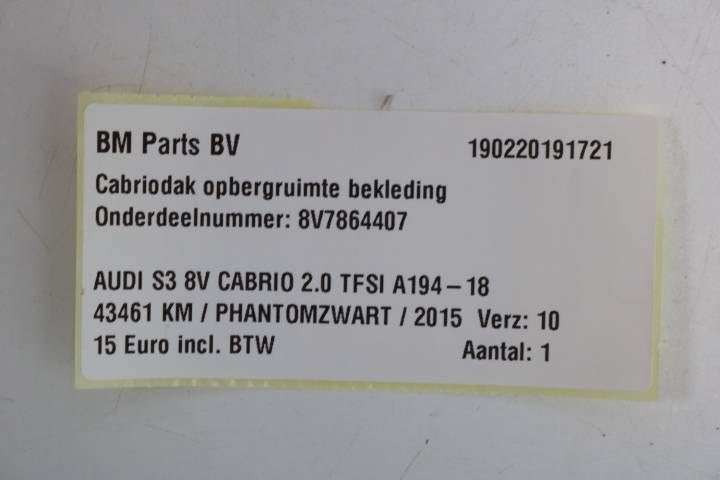 BM Parts BV 190220191721
Cabriodak opbergruimte bekleding
Onderdeelnummer: 8V7864407
AUDI S3 8V CABRIO 2.0 TFSI A194-18
43461 KM / PHANTOMZWART / 2015 Verz: 10
15 Euro incl. BTW Aantal: 1